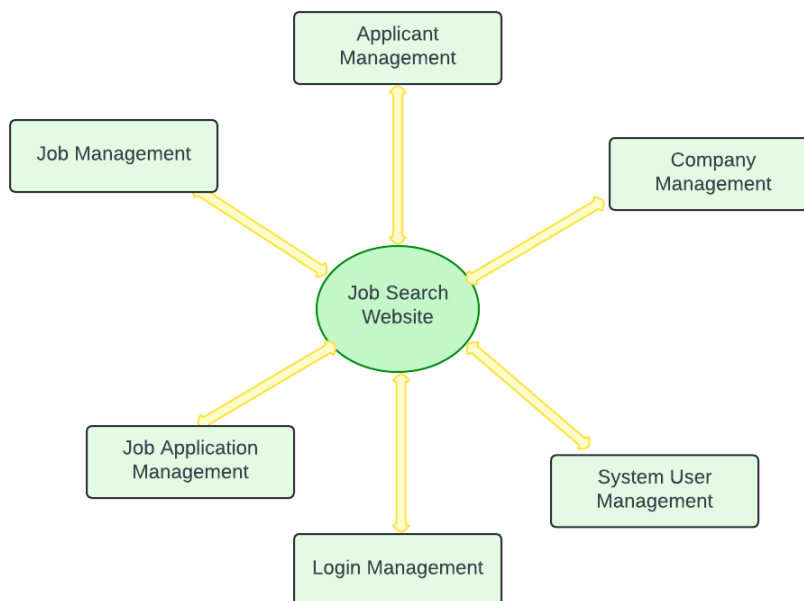 Applicant
Management
Job Management
Company
Management
Job Search
Website
Job Application
Management
System User
Management
Login Management